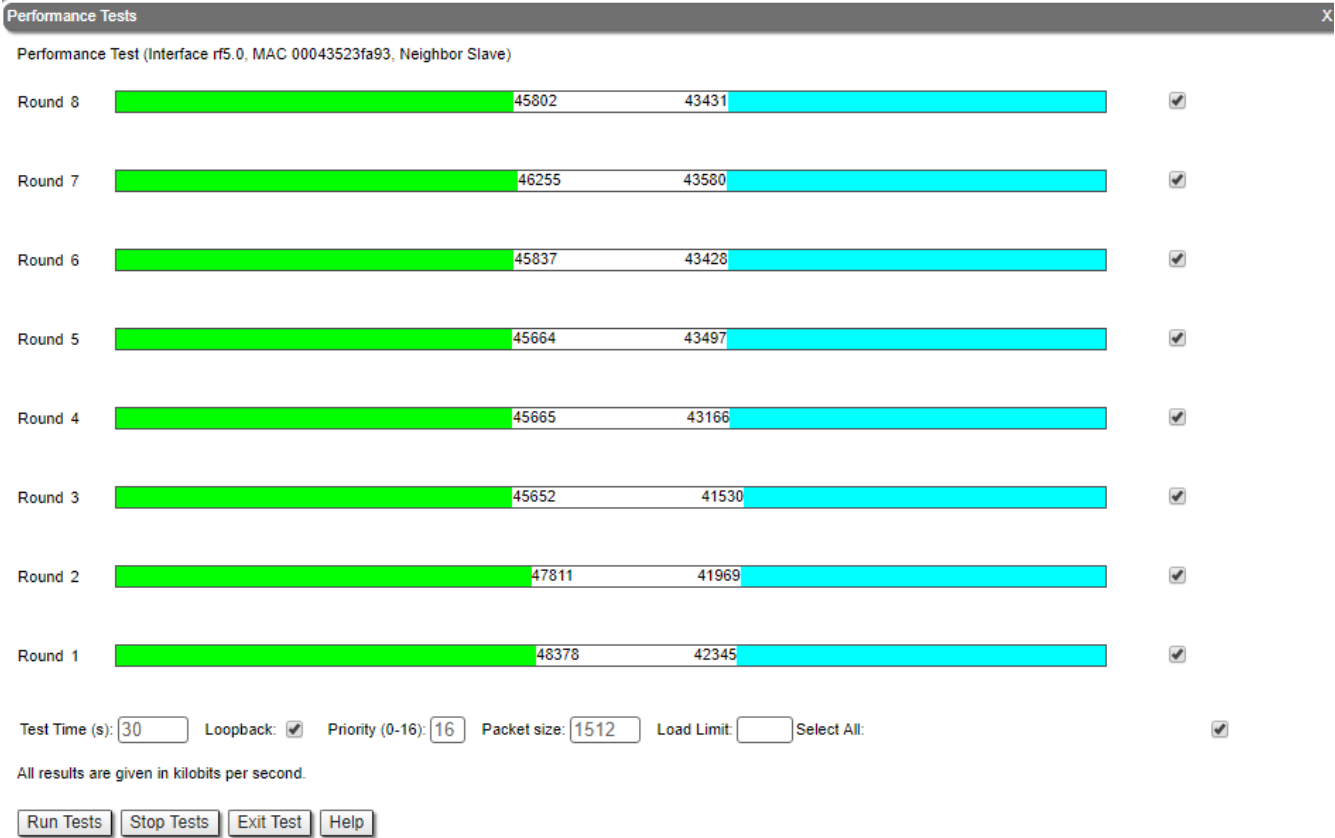 Performance Tests X
Performance Test (Interface rf5.0, MAC 00043523fa93, Neighbor Slave)
Round 8 45802 43431
Round 7 46255 43580
Round 6 45837 43428
Round 5 45664 43497
Round 4 45665 43166
Round 3 45652 41530
Round 2 47811 41969
Round 1 48378 42345
Test Time (s): 30 Loopback: Priority (0-16): 16 Packet size: 1512 Load Limit: Select All:
All results are given in kilobits per second.
Run Tests Stop Tests Exit Test Help